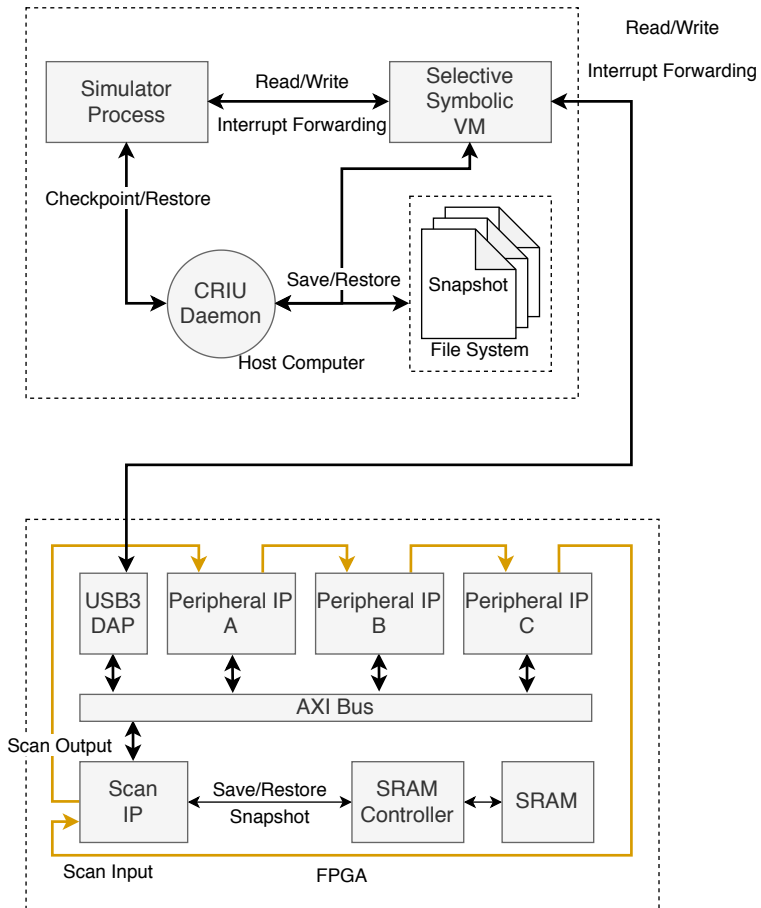 Read/Write
Interrupt Forwarding
Simulator
Process
Read/Write
Interrupt Forwarding
Selective
Symbolic
VM
Checkpoint/Restore
CRIU
Daemon
Save/Restore
Snapshot
File System
Host Computer
USB3
DAP
Peripheral IP
A
Peripheral IP
B
Peripheral IP
C
AXI Bus
Scan Output
Scan
IP
Save/Restore
Snapshot
SRAM
Controller
SRAM
Scan Input
FPGA